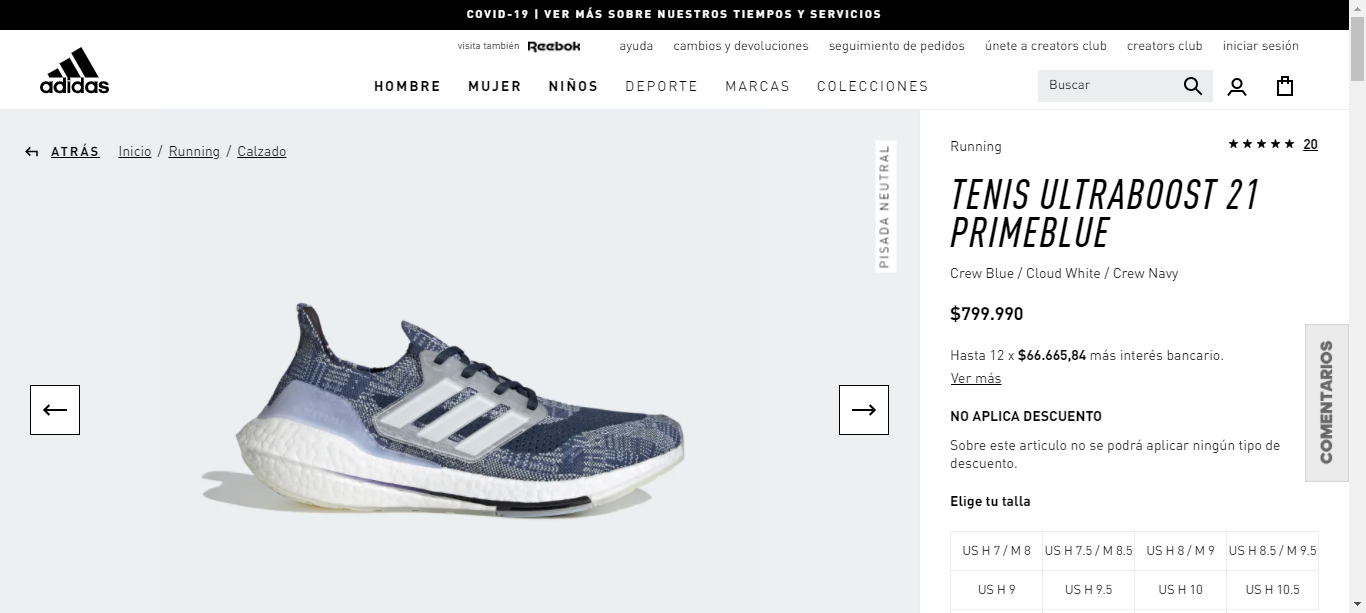 COVID-19 | VER MÁS SOBRE NUESTROS TIEMPOS Y SERVICIOS
visita también Reebok ayuda cambios y devoluciones seguimiento de pedidos únete a creators club creators club iniciar sesión
adidas
HOMBRE MUJER NIÑOS DEPORTE MARCAS COLECCIONES
Buscar
ATRÁS Inicio / Running / Calzado
PISADA NEUTRAL
Running
20
TENIS ULTRABOOST 21
PRIMEBLUE
Crew Blue / Cloud White / Crew Navy
$799.990
Hasta 12 x $66.665,84 más interés bancario.
Ver más
NO APLICA DESCUENTO
Sobre este articulo no se podrá aplicar ningún tipo de
descuento.
Elige tu talla
US H 7 / M 8 US H 7.5 / M 8.5 US H 8 / M 9 US H 8.5 / M 9.5
US H 9 US H 9.5 US H 10 US H 10.5
COMENTARIOS